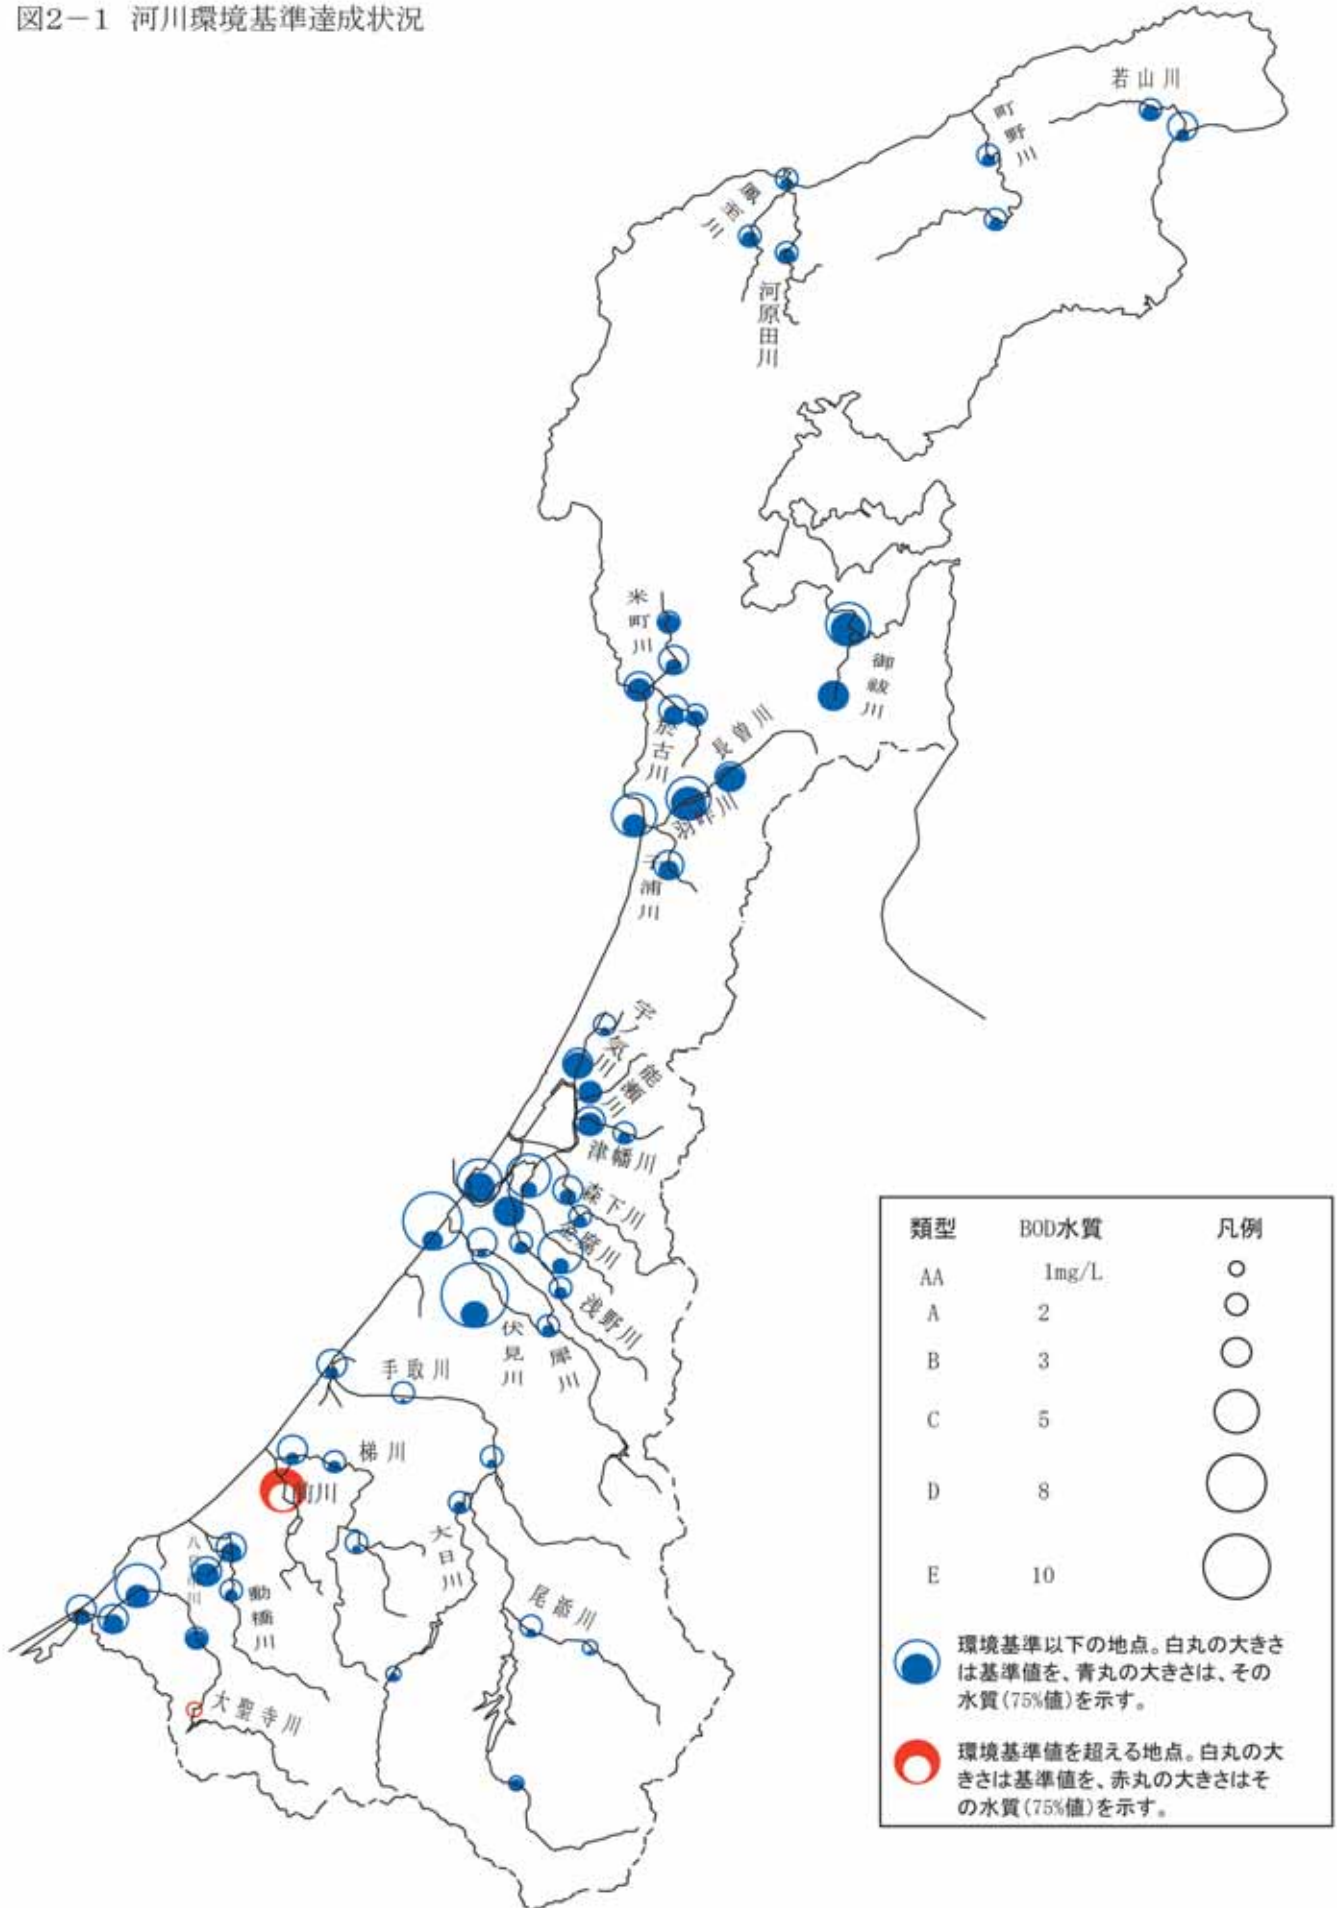 図2－1 河川環境基準達成状況
若山川
町野川
鳳至川
河原田川
米町川
御祓川
於古川
長曽川
羽咋川
子浦川
宇ノ気川
能瀬川
津幡川
森下川
金腐川
浅野川
犀川
伏見川
手取川
梯川
前川
大日川
尾添川
動橋川
大聖寺川
類型 BOD水質 凡例
AA 1mg/L
A 2
B 3
C 5
D 8
E 10
環境基準以下の地点。白丸の大きさ
は基準値を、青丸の大きさは、その
水質（75%値）を示す。
環境基準値を超える地点。白丸の大
きさは基準値を、赤丸の大きさはそ
の水質（75%値）を示す。